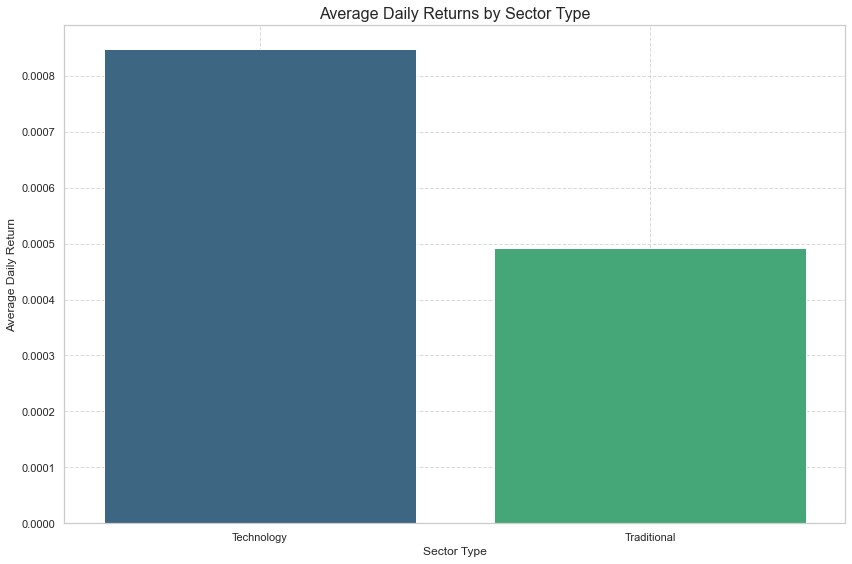 Average Daily Returns by Sector Type
Average Daily Return
0.0008
0.0007
0.0006
0.0005
0.0004
0.0003
0.0002
0.0001
0.0000
Technology
Traditional
Sector Type